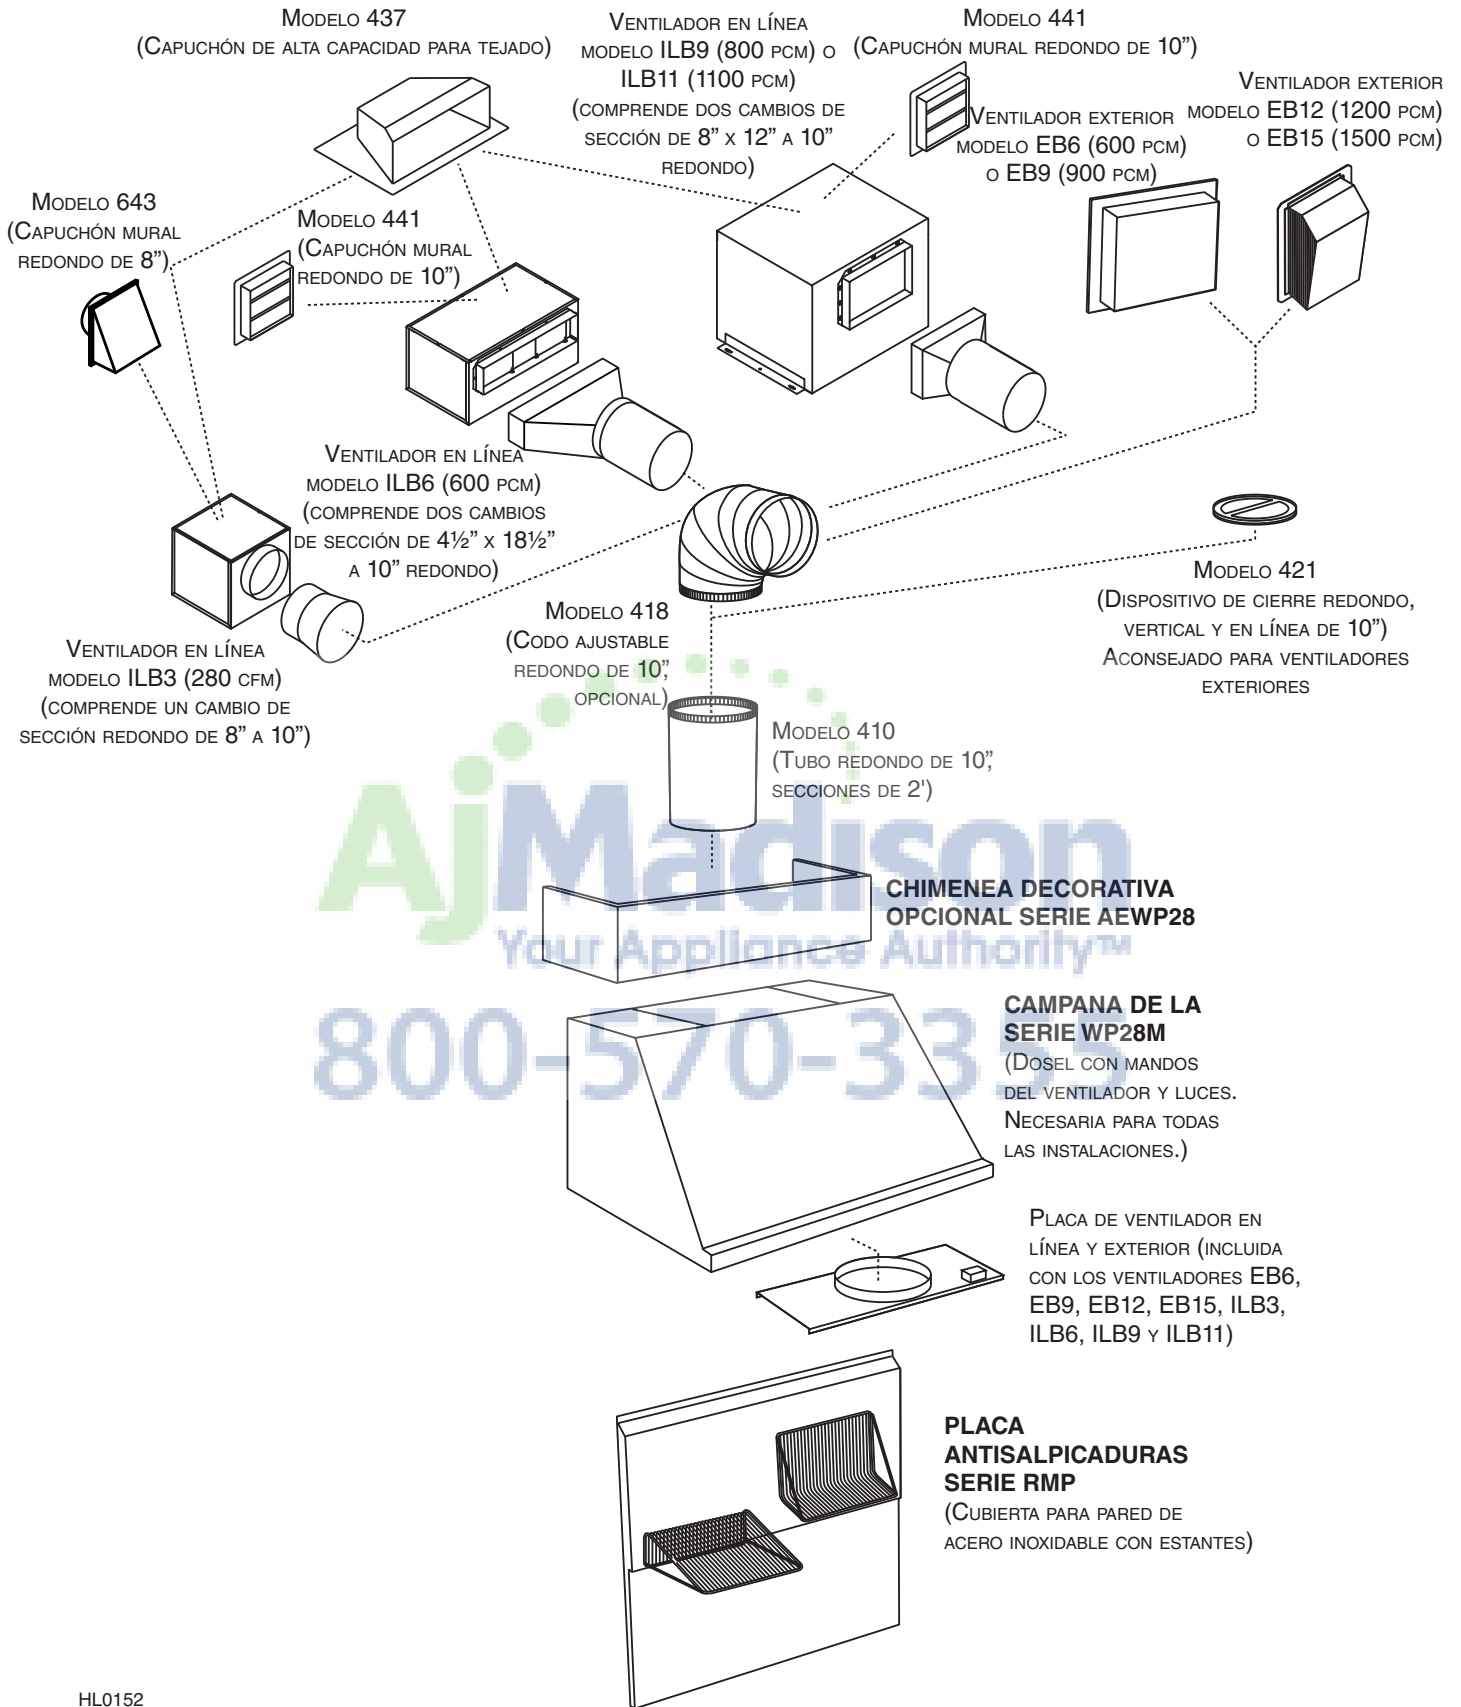 Modelo 437
(Capuchón de alta capacidad para tejado)
Ventilador en línea
modelo ILB9 (800 pcm) o
ILB11 (1100 pcm)
(comprende dos cambios de
sección de 8” x 12” a 10”
redondo)
Modelo 441
(Capuchón mural redondo de 10”)
Ventilador exterior
modelo EB6 (600 pcm)
o EB9 (900 pcm)
Ventilador exterior
modelo EB12 (1200 pcm)
o EB15 (1500 pcm)
Modelo 643
(Capuchón mural
redondo de 8”)
Modelo 441
(Capuchón mural
redondo de 10”)
Ventilador en línea
modelo ILB6 (600 pcm)
(comprende dos cambios
de sección de 4½” x 18½”
a 10” redondo)
Ventilador en línea
modelo ILB3 (280 cfm)
(comprende un cambio de
sección redondo de 8” a 10”)
Modelo 418
(Codo ajustable
redondo de 10”,
opcional)
Modelo 421
(Dispositivo de cierre redondo,
vertical y en línea de 10”)
Aconsejado para ventiladores
exteriores
Modelo 410
(Tubo redondo de 10”,
secciones de 2')
AjMadison
Your Appliance Authority™
800-570-3355
CHIMENEA DECORATIVA
OPCIONAL SERIE AEWP28
CAMPANA DE LA
SERIE WP28M
(Dosel con mandos
del ventilador y luces.
Necesaria para todas
las instalaciones.)
Placa de ventilador en
línea y exterior (incluida
con los ventiladores EB6,
EB9, EB12, EB15, ILB3,
ILB6, ILB9 y ILB11)
PLACA
ANTISALPICADURAS
SERIE RMP
(Cubierta para pared de
acero inoxidable con estantes)
HL0152